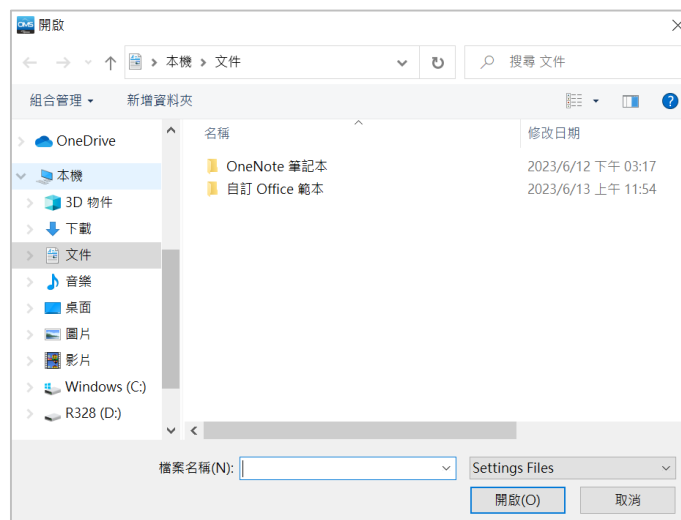 OMS 開啟
本機 文件
搜尋 文件
組合管理 新增資料夾
?
名稱 修改日期
OneDrive
本機
3D 物件
下載
文件
音樂
桌面
圖片
影片
Windows (C:)
R328 (D:)
OneNote 筆記本 2023/6/12 下午 03:17
自訂 Office 範本 2023/6/13 上午 11:54
檔案名稱(N):
Settings Files
開啟(O) 取消